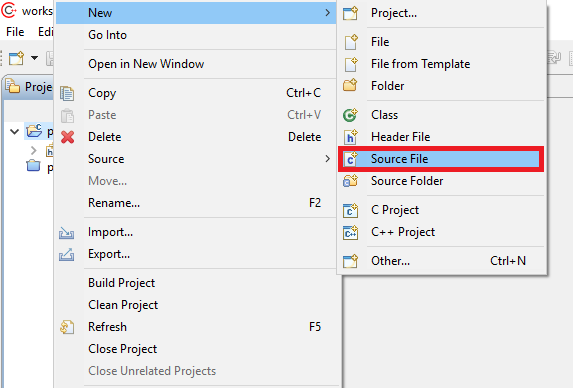 works
File Edi
Proje
p
p
New
Go Into
Open in New Window
Copy Ctrl+C
Paste Ctrl+V
Delete Delete
Source
Move...
Rename... F2
Import...
Export...
Build Project
Clean Project
Refresh F5
Close Project
Close Unrelated Projects
Project...
File
File from Template
Folder
Class
Header File
Source File
Source Folder
C Project
C++ Project
Other... Ctrl+N